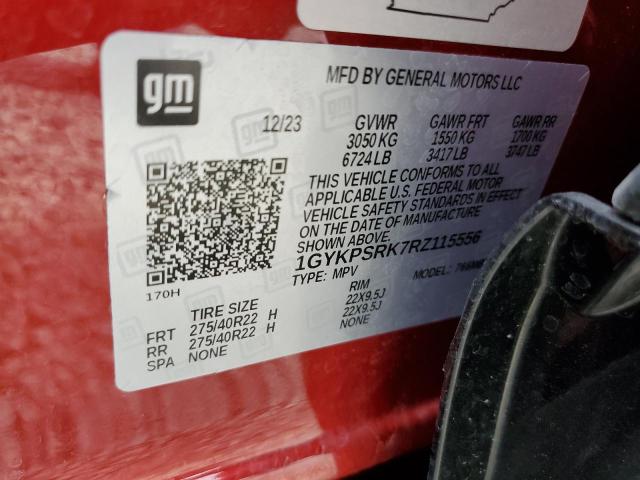 gm
MFD BY GENERAL MOTORS LLC
12/23 GVWR GAWR FRT GAWR RR
3050 KG 1550 KG 1700 KG
6724 LB 3417 LB 3747 LB
THIS VEHICLE CONFORMS TO ALL
APPLICABLE U.S. FEDERAL MOTOR
VEHICLE SAFETY STANDARDS IN EFFECT
ON THE DATE OF MANUFACTURE
SHOWN ABOVE.
1GYKPSRK7RZ115556
TYPE: MPV MODEL:
170H
TIRE SIZE RIM
FRT 275/40R22 H 22X9.5J
RR 275/40R22 H 22X9.5J
SPA NONE NONE